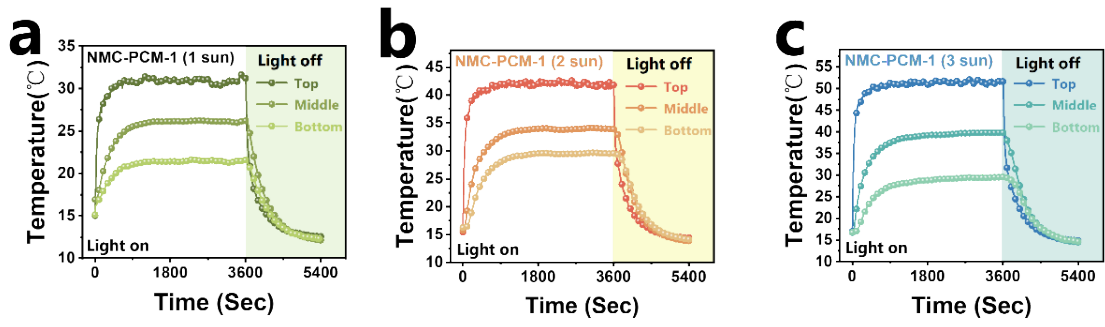 a
NMC-PCM-1 (1 sun)
Light off
Top
Middle
Bottom
Light on
Temperature(℃)
35
30
25
20
15
10
0
1800
3600
5400
Time (Sec)
b
NMC-PCM-1 (2 sun)
Light off
Top
Middle
Bottom
Light on
Temperature(℃)
45
40
35
30
25
20
15
10
0
1800
3600
5400
Time (Sec)
c
NMC-PCM-1 (3 sun)
Light off
Top
Middle
Bottom
Light on
Temperature(℃)
55
50
45
40
35
30
25
20
15
10
0
1800
3600
5400
Time (Sec)